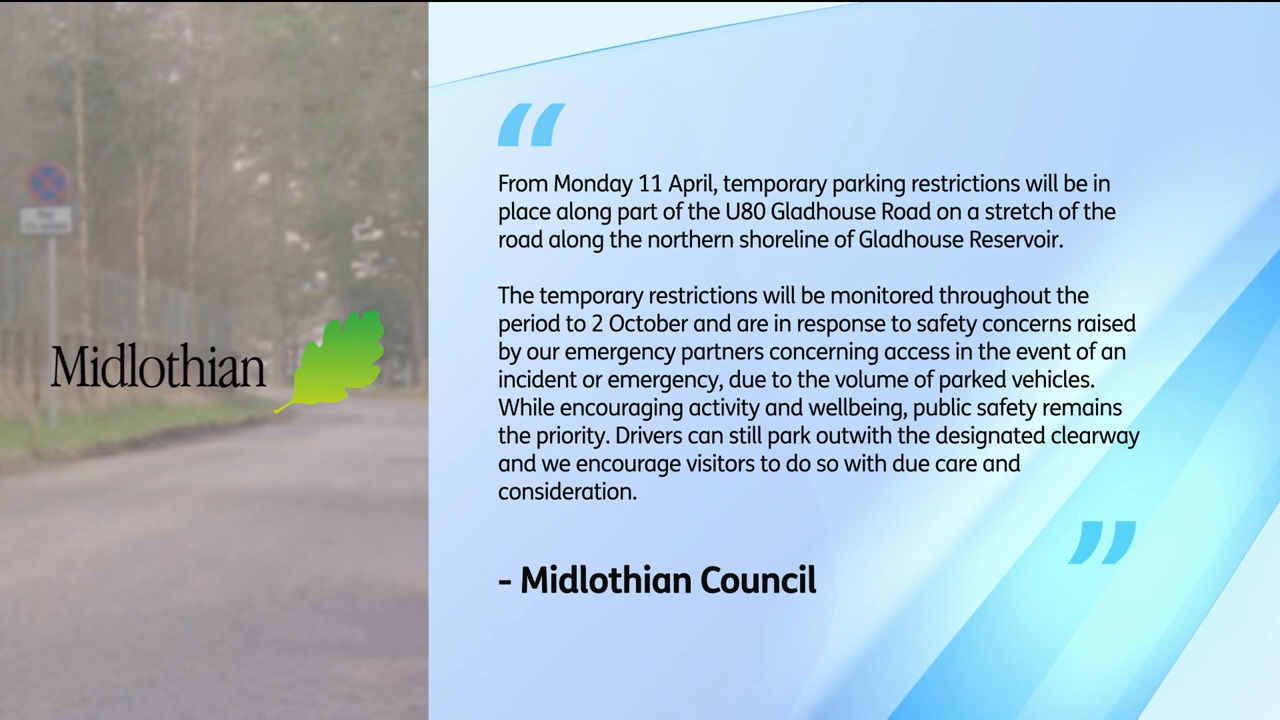 Midlothian
“
From Monday 11 April, temporary parking restrictions will be in
place along part of the U80 Gladhouse Road on a stretch of the
road along the northern shoreline of Gladhouse Reservoir.
The temporary restrictions will be monitored throughout the
period to 2 October and are in response to safety concerns raised
by our emergency partners concerning access in the event of an
incident or emergency, due to the volume of parked vehicles.
While encouraging activity and wellbeing, public safety remains
the priority. Drivers can still park outwith the designated clearway
and we encourage visitors to do so with due care and
consideration.
”
- Midlothian Council